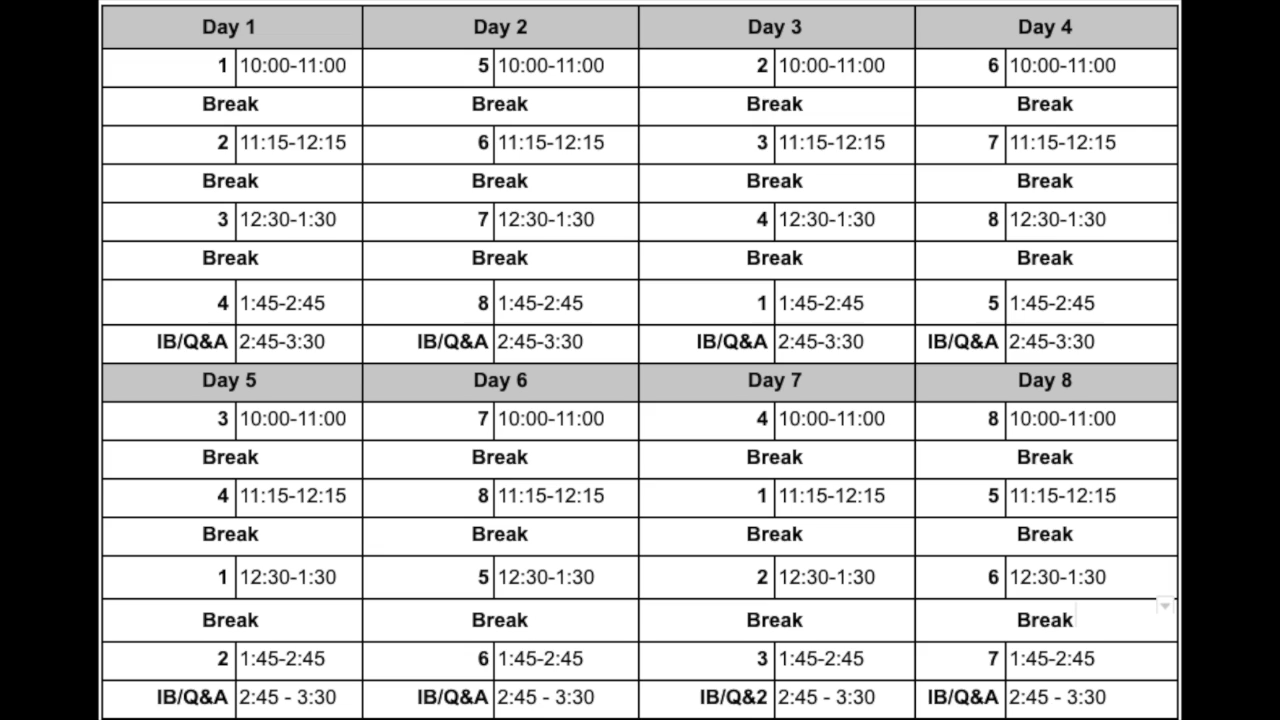 Day 1 Day 2 Day 3 Day 4
1 10:00-11:00 5 10:00-11:00 2 10:00-11:00 6 10:00-11:00
Break Break Break Break
2 11:15-12:15 6 11:15-12:15 3 11:15-12:15 7 11:15-12:15
Break Break Break Break
3 12:30-1:30 7 12:30-1:30 4 12:30-1:30 8 12:30-1:30
Break Break Break Break
4 1:45-2:45 8 1:45-2:45 1 1:45-2:45 5 1:45-2:45
IB/Q&A 2:45-3:30 IB/Q&A 2:45-3:30 IB/Q&A 2:45-3:30 IB/Q&A 2:45-3:30
Day 5 Day 6 Day 7 Day 8
3 10:00-11:00 7 10:00-11:00 4 10:00-11:00 8 10:00-11:00
Break Break Break Break
4 11:15-12:15 8 11:15-12:15 1 11:15-12:15 5 11:15-12:15
Break Break Break Break
1 12:30-1:30 5 12:30-1:30 2 12:30-1:30 6 12:30-1:30
Break Break Break Break
2 1:45-2:45 6 1:45-2:45 3 1:45-2:45 7 1:45-2:45
IB/Q&A 2:45 - 3:30 IB/Q&A 2:45 - 3:30 IB/Q&2 2:45 - 3:30 IB/Q&A 2:45 - 3:30